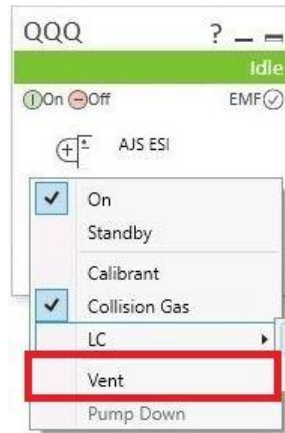 QQQ ?
Idle
On Off EMF
AJS ESI
On
Standby
Calibrant
Collision Gas
LC
Vent
Pump Down